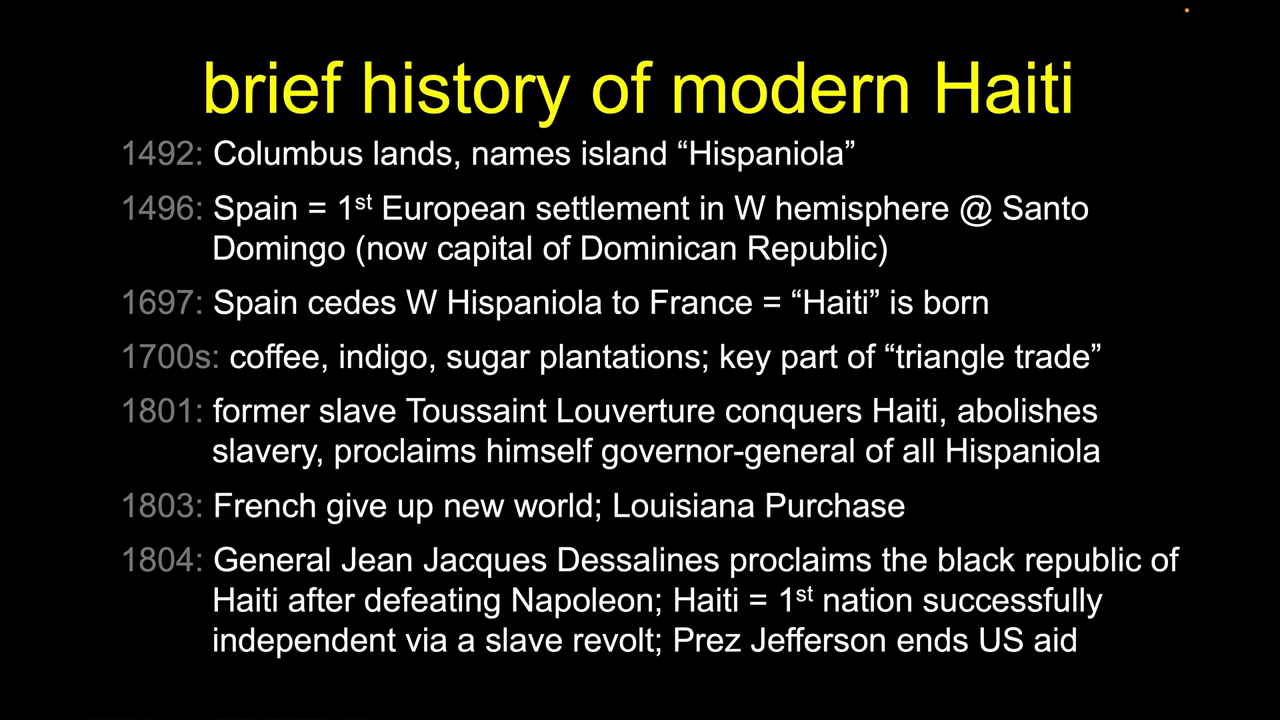 brief history of modern Haiti
1492: Columbus lands, names island “Hispaniola”
1496: Spain = 1st European settlement in W hemisphere @ Santo
Domingo (now capital of Dominican Republic)
1697: Spain cedes W Hispaniola to France = “Haiti” is born
1700s: coffee, indigo, sugar plantations; key part of “triangle trade”
1801: former slave Toussaint Louverture conquers Haiti, abolishes
slavery, proclaims himself governor-general of all Hispaniola
1803: French give up new world; Louisiana Purchase
1804: General Jean Jacques Dessalines proclaims the black republic of
Haiti after defeating Napoleon; Haiti = 1st nation successfully
independent via a slave revolt; Prez Jefferson ends US aid